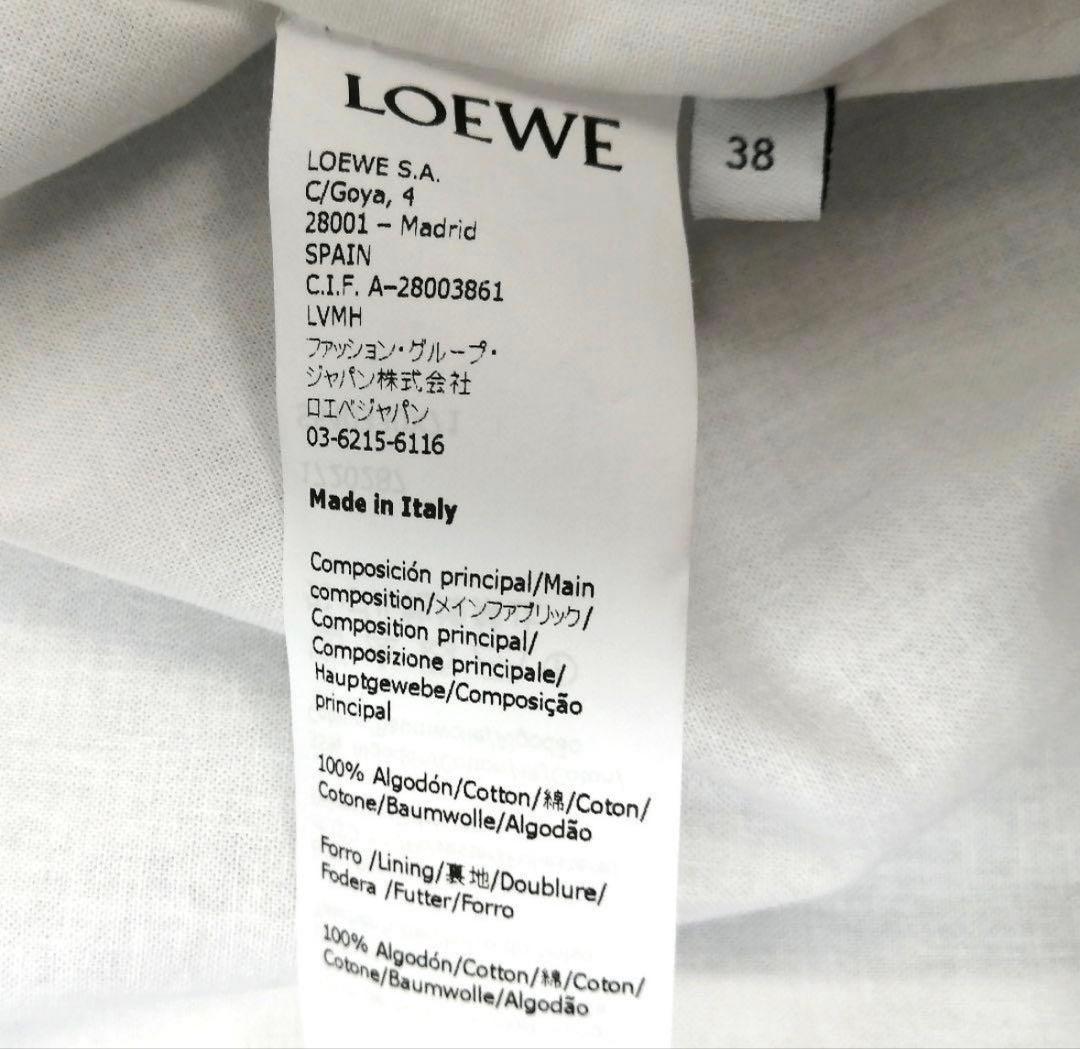 LOEWE
38
LOEWE S.A.
C/Goya, 4
28001 – Madrid
SPAIN
C.I.F. A–28003861
LVMH
ファッション・グループ・
ジャパン株式会社
ロエベジャパン
03-6215-6116
Made in Italy
Composición principal/Main
composition/メインファブリック/
Composition principal/
Composizione principale/
Hauptgewebe/Composição
principal
100% Algodón/Cotton/綿/Coton/
Cotone/Baumwolle/Algodão
Forro /Lining/裏地/Doublure/
Fodera /Futter/Forro
100% Algodón/Cotton/綿/Coton/
Cotone/Baumwolle/Algodão